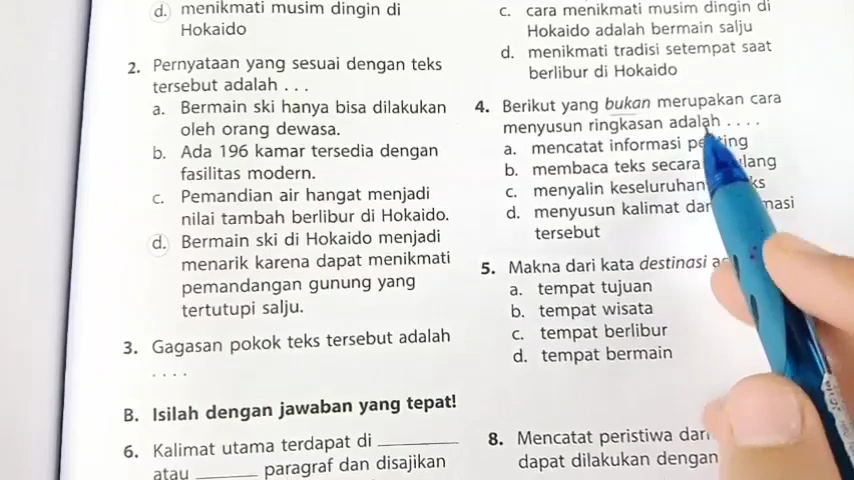 d. menikmati musim dingin di
Hokaido
2. Pernyataan yang sesuai dengan teks
tersebut adalah . . .
a. Bermain ski hanya bisa dilakukan
oleh orang dewasa.
b. Ada 196 kamar tersedia dengan
fasilitas modern.
c. Pemandian air hangat menjadi
nilai tambah berlibur di Hokaido.
d. Bermain ski di Hokaido menjadi
menarik karena dapat menikmati
pemandangan gunung yang
tertutupi salju.
3. Gagasan pokok teks tersebut adalah
. . . .
B. Isilah dengan jawaban yang tepat!
6. Kalimat utama terdapat di ______
atau ______ paragraf dan disajikan
c. cara menikmati musim dingin di
Hokaido adalah bermain salju
d. menikmati tradisi setempat saat
berlibur di Hokaido
4. Berikut yang bukan merupakan cara
menyusun ringkasan adalah . . . .
a. mencatat informasi
b. membaca teks secara
c. menyalin keseluruhan
d. menyusun kalimat
tersebut
5. Makna dari kata destinasi
a. tempat tujuan
b. tempat wisata
c. tempat berlibur
d. tempat bermain
8. Mencatat peristiwa
dapat dilakukan dengan